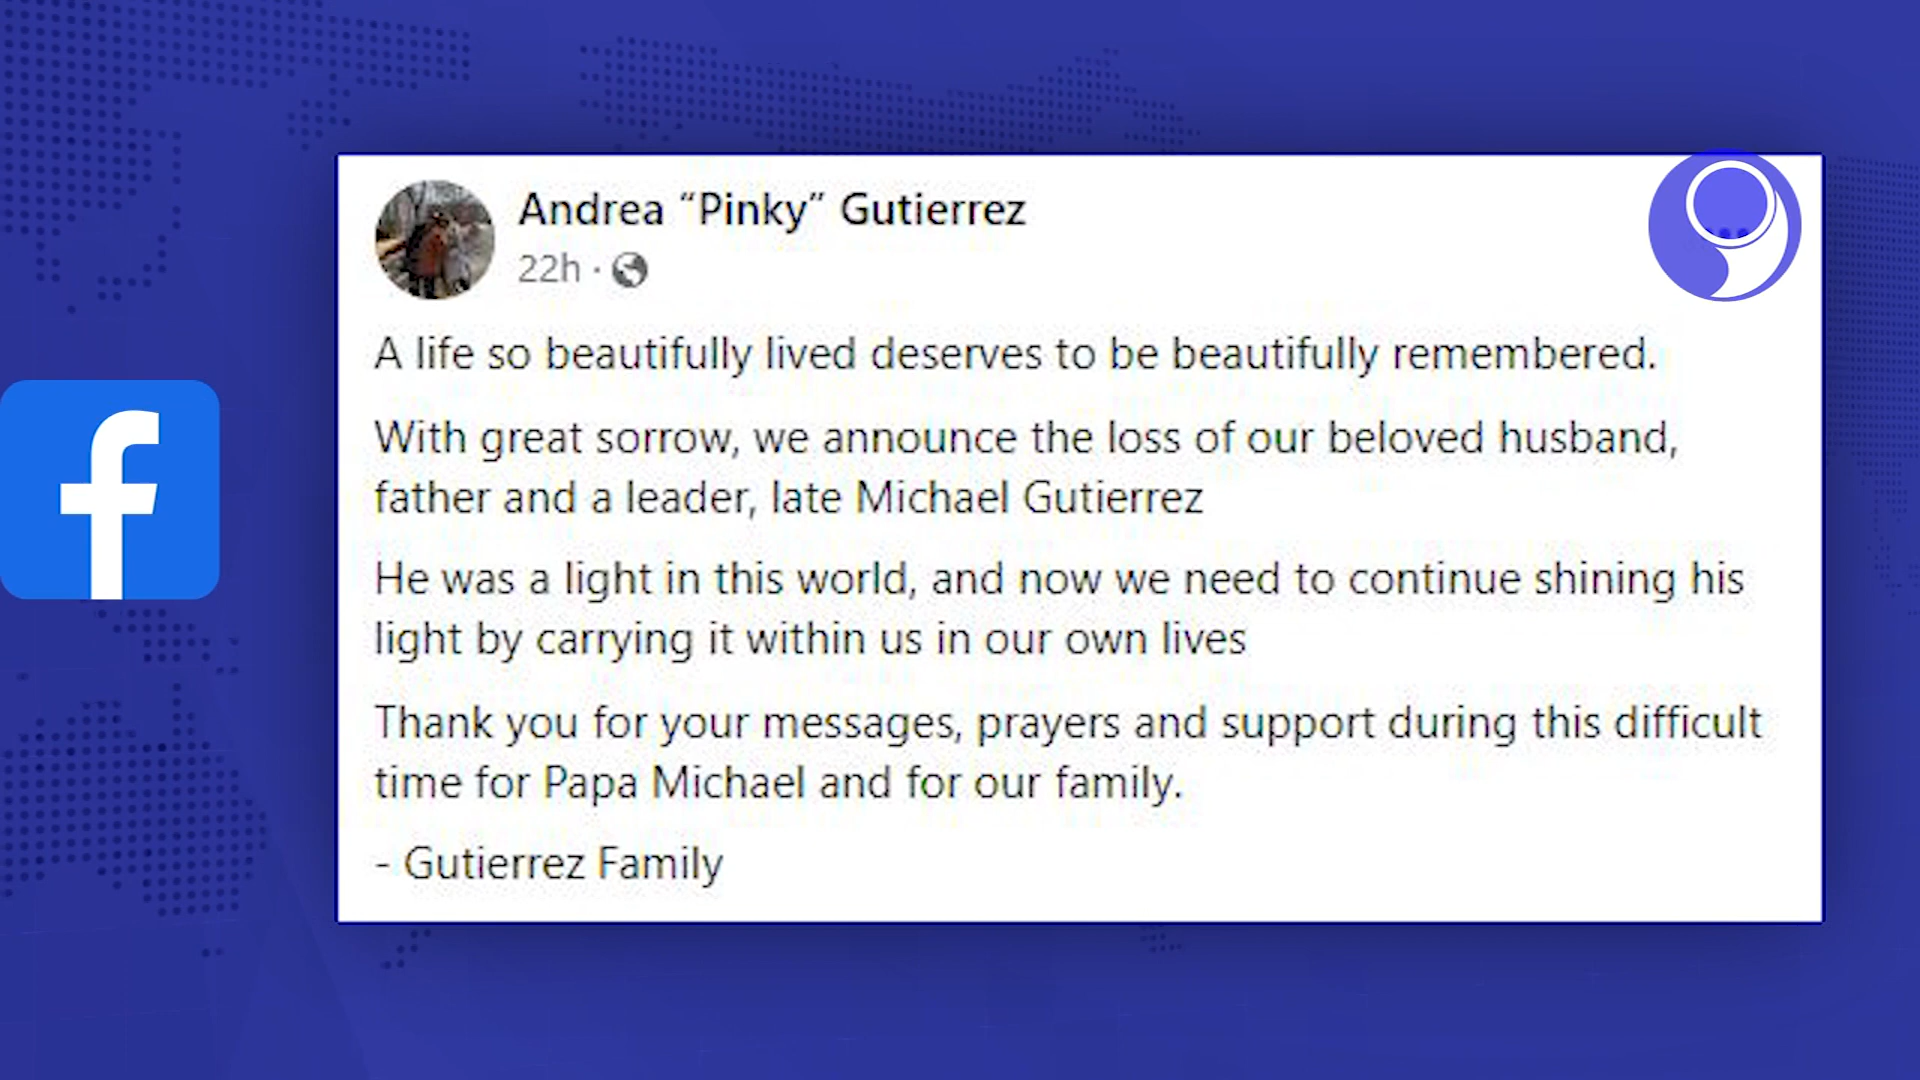 Andrea “Pinky” Gutierrez
22h ·
A life so beautifully lived deserves to be beautifully remembered.
With great sorrow, we announce the loss of our beloved husband,
father and a leader, late Michael Gutierrez
He was a light in this world, and now we need to continue shining his
light by carrying it within us in our own lives
Thank you for your messages, prayers and support during this difficult
time for Papa Michael and for our family.
- Gutierrez Family